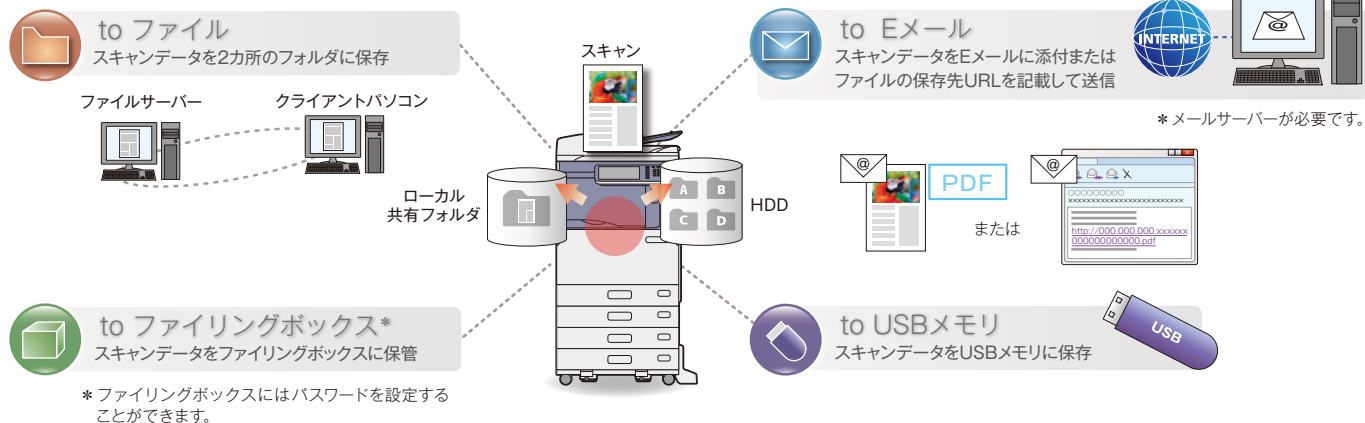 to ファイル
スキャンデータを2カ所のフォルダに保存
ファイルサーバー
クライアントパソコン
スキャン
ローカル
共有フォルダ
A B
C D
HDD
to Eメール
スキャンデータをEメールに添付または
ファイルの保存先URLを記載して送信
INTERNET
@
*メールサーバーが必要です。
@
PDF
または
@
X
○○○○○○○○○
xxxxxxxxxxxxxxxxxxxxxxxxx
http://000.000.000.xxxxxx
000000000000.pdf
to ファイリングボックス*
スキャンデータをファイリングボックスに保管
*ファイリングボックスにはパスワードを設定する
ことができます。
to USBメモリ
スキャンデータをUSBメモリに保存
USB